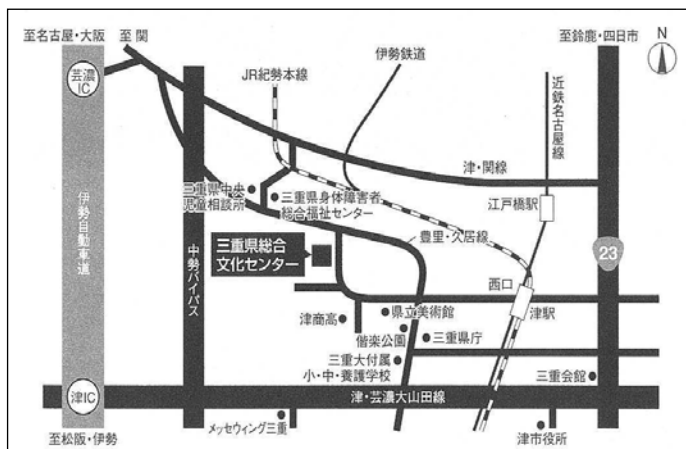 至名古屋・大阪
至 関
至鈴鹿・四日市
N
伊勢鉄道
芸濃
IC
JR紀勢本線
近鉄名古屋線
津・関線
三重県中央
児童相談所
三重県身体障害者
総合福祉センター
江戸橋駅
伊勢自動車道
中勢バイパス
豊里・久居線
三重県総合
文化センター
23
西口
津駅
津商高
県立美術館
偕楽公園
三重県庁
三重大付属
小・中・養護学校
三重会館
津IC
津・芸濃大山田線
メッセウィング三重
津市役所
至松阪・伊勢